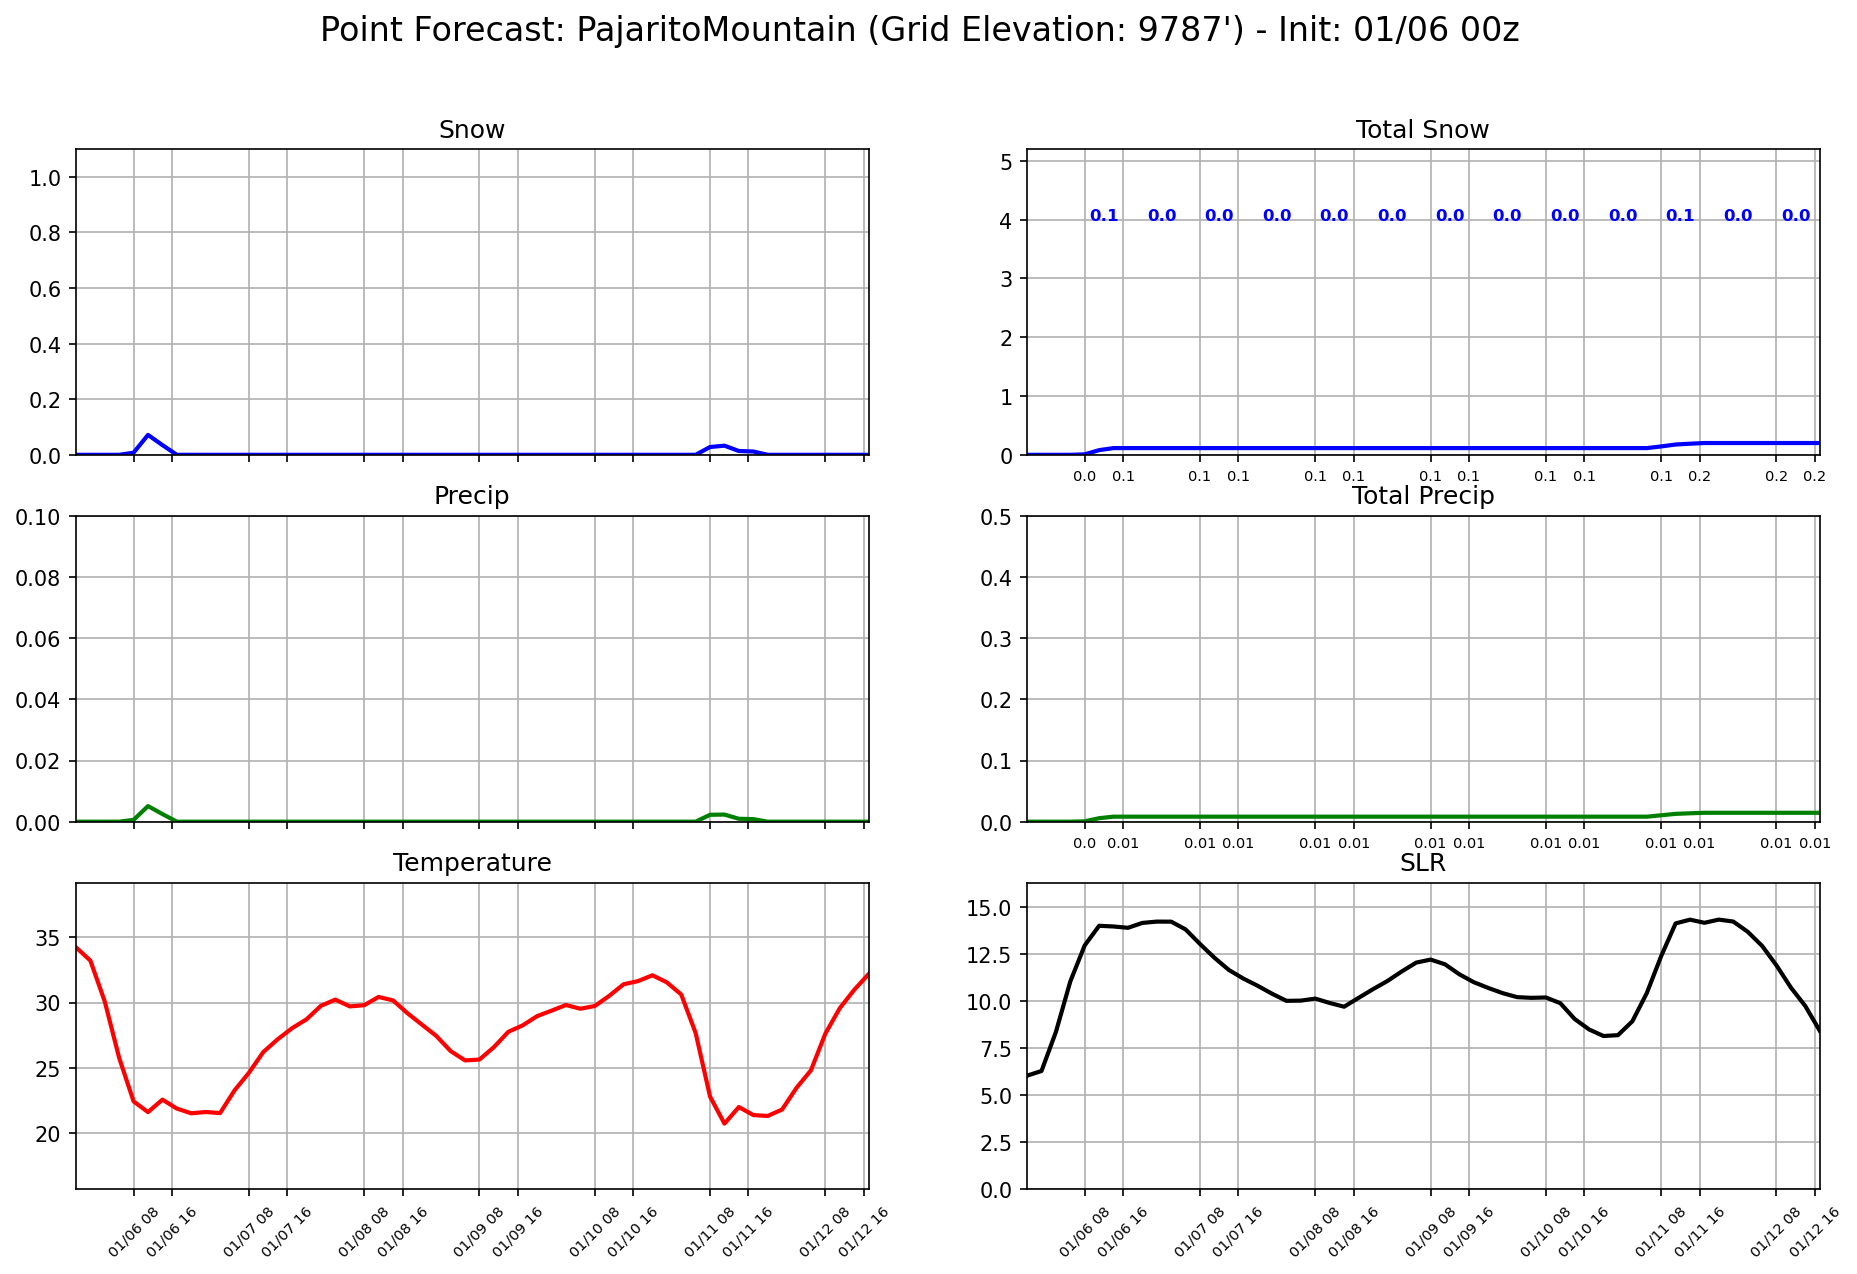 Point Forecast: PajaritoMountain (Grid Elevation: 9787') - Init: 01/06 00z
Snow
1.0
0.8
0.6
0.4
0.2
0.0
Total Snow
5
4
3
2
1
0
0.1 0.0 0.0 0.0 0.0 0.0 0.0 0.0 0.0 0.0 0.1 0.0 0.0
0.0 0.1 0.1 0.1 0.1 0.1 0.1 0.1 0.1 0.1 0.1 0.2 0.2 0.2
Precip
0.10
0.08
0.06
0.04
0.02
0.00
Total Precip
0.5
0.4
0.3
0.2
0.1
0.0
0.0 0.01 0.01 0.01 0.01 0.01 0.01 0.01 0.01 0.01 0.01 0.01 0.01 0.01
Temperature
35
30
25
20
01/06 08 01/06 16 01/07 08 01/07 16 01/08 08 01/08 16 01/09 08 01/09 16 01/10 08 01/10 16 01/11 08 01/11 16 01/12 08 01/12 16
SLR
15.0
12.5
10.0
7.5
5.0
2.5
0.0
01/06 08 01/06 16 01/07 08 01/07 16 01/08 08 01/08 16 01/09 08 01/09 16 01/10 08 01/10 16 01/11 08 01/11 16 01/12 08 01/12 16